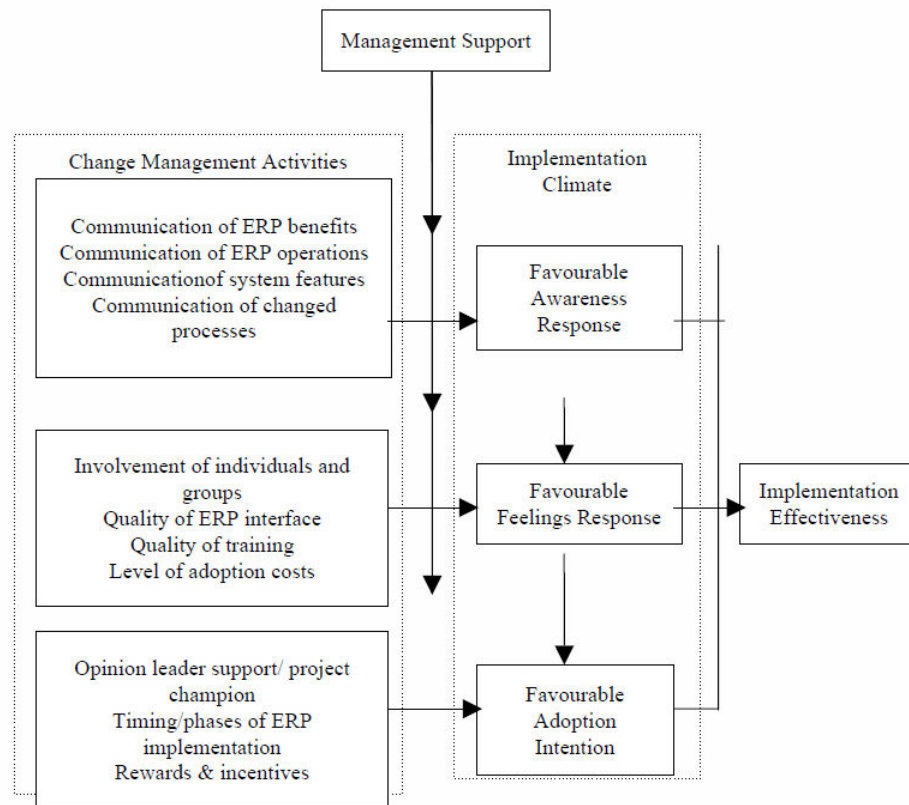 Management Support
Change Management Activities
Communication of ERP benefits
Communication of ERP operations
Communicationof system features
Communication of changed
processes
Involvement of individuals and
groups
Quality of ERP interface
Quality of training
Level of adoption costs
Opinion leader support/ project
champion
Timing/phases of ERP
implementation
Rewards & incentives
Implementation
Climate
Favourable
Awareness
Response
Favourable
Feelings Response
Favourable
Adoption
Intention
Implementation
Effectiveness